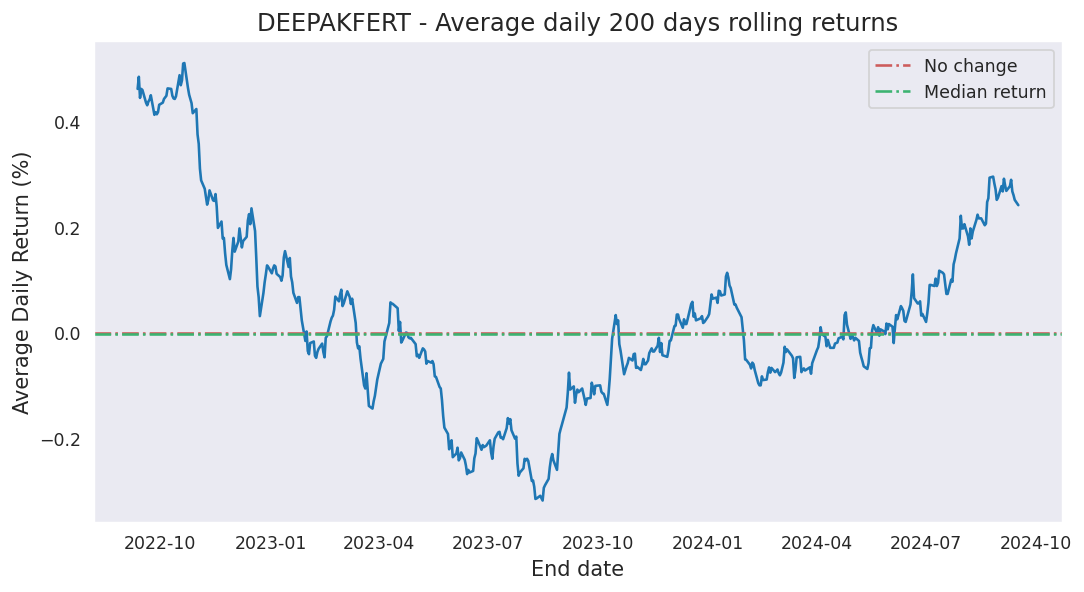 DEEPAKFERT - Average daily 200 days rolling returns
No change
Median return
Average Daily Return (%)
0.4
0.2
0.0
−0.2
2022-10 2023-01 2023-04 2023-07 2023-10 2024-01 2024-04 2024-07 2024-10
End date